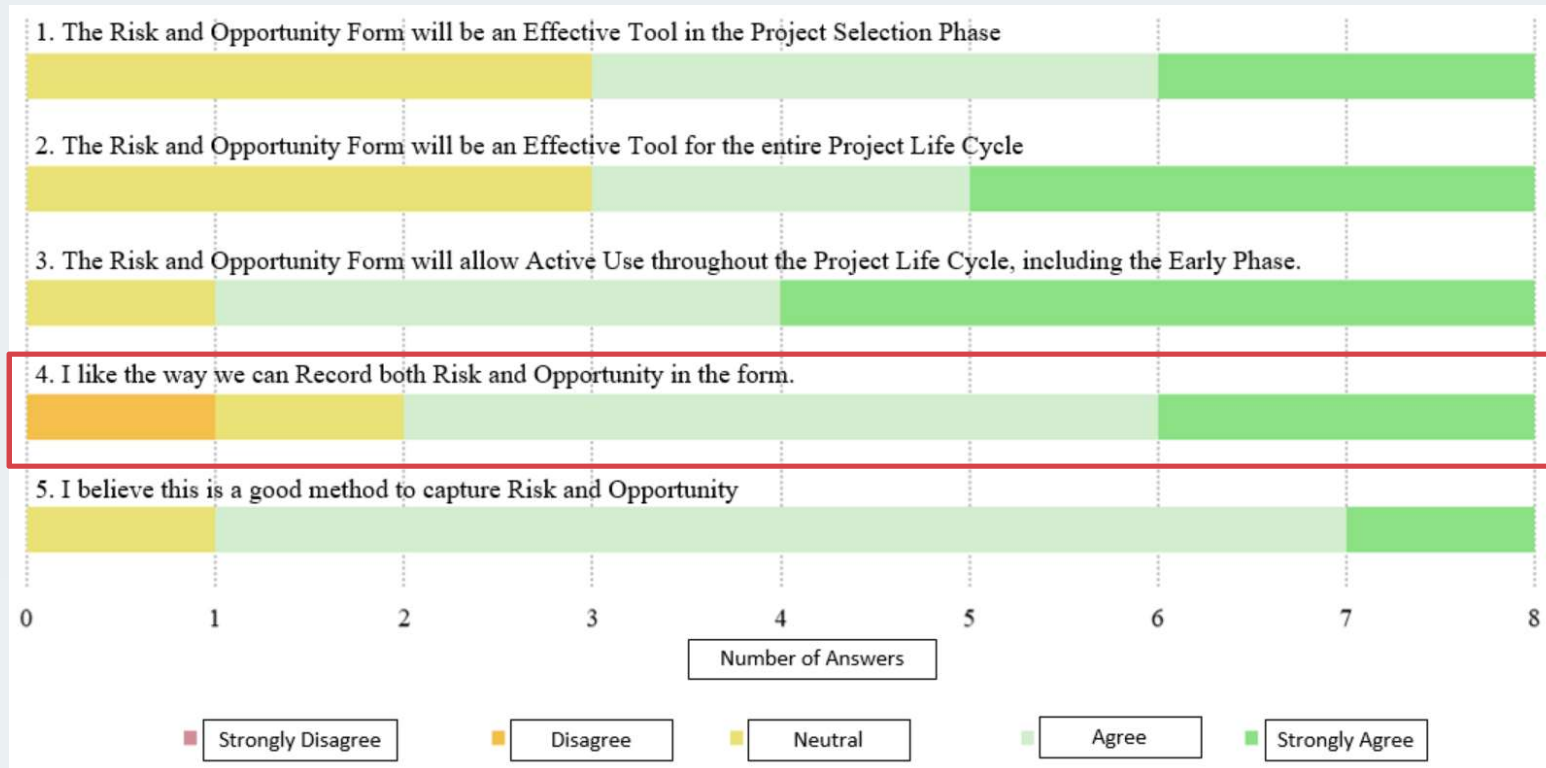 1. The Risk and Opportunity Form will be an Effective Tool in the Project Selection Phase
2. The Risk and Opportunity Form will be an Effective Tool for the entire Project Life Cycle
3. The Risk and Opportunity Form will allow Active Use throughout the Project Life Cycle, including the Early Phase.
4. I like the way we can Record both Risk and Opportunity in the form.
5. I believe this is a good method to capture Risk and Opportunity
0 1 2 3 4 5 6 7 8
Number of Answers
Strongly Disagree Disagree Neutral Agree Strongly Agree